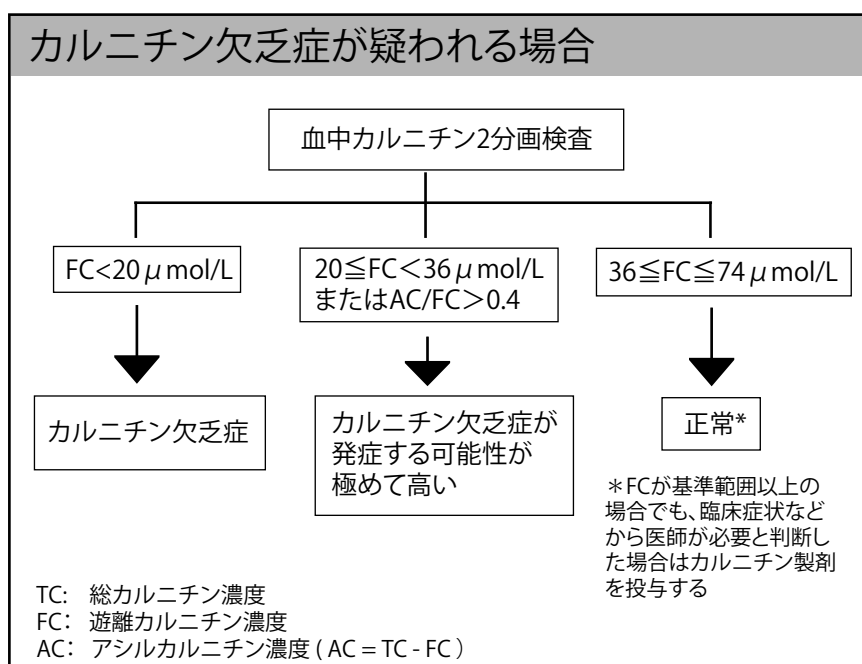 カルニチン欠乏症が疑われる場合
血中カルニチン2分画検査
FC<20μmol/L
20≦FC<36μmol/L
またはAC/FC>0.4
36≦FC≦74μmol/L
カルニチン欠乏症
カルニチン欠乏症が
発症する可能性が
極めて高い
正常*
＊FCが基準範囲以上の
場合でも、臨床症状など
から医師が必要と判断し
た場合はカルニチン製剤
を投与する
TC: 総カルニチン濃度
FC: 遊離カルニチン濃度
AC: アシルカルニチン濃度 ( AC = TC - FC )